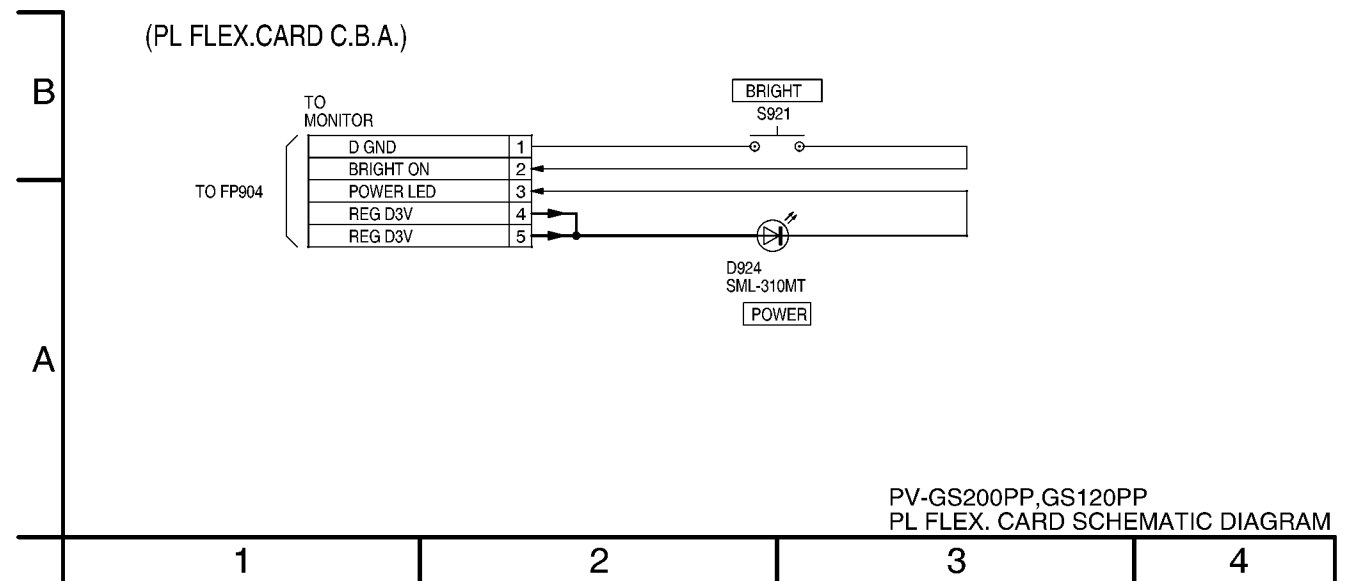 (PL FLEX.CARD C.B.A.)
B
TO
MONITOR
BRIGHT
S921
D GND 1
BRIGHT ON 2
TO FP904
POWER LED 3
REG D3V 4
REG D3V 5
D924
SML-310MT
POWER
A
PV-GS200PP,GS120PP
PL FLEX. CARD SCHEMATIC DIAGRAM
1 2 3 4